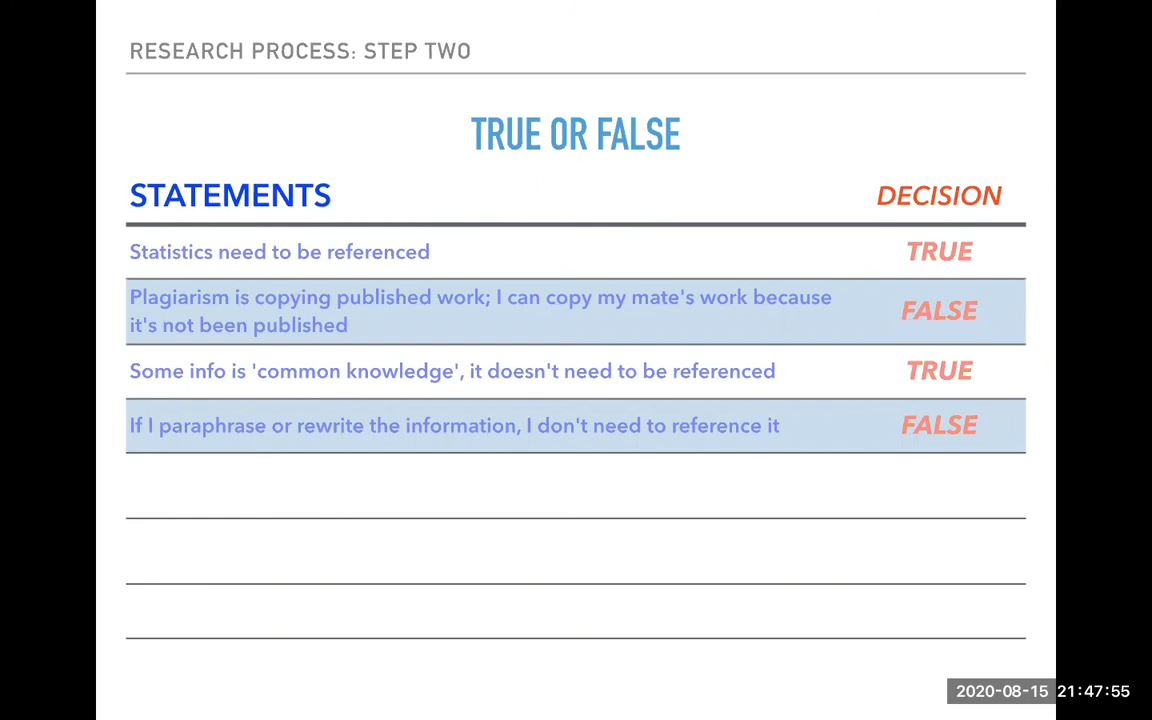 RESEARCH PROCESS: STEP TWO
TRUE OR FALSE
STATEMENTS DECISION
Statistics need to be referenced TRUE
Plagiarism is copying published work; I can copy my mate's work because
it's not been published FALSE
Some info is 'common knowledge', it doesn't need to be referenced TRUE
If I paraphrase or rewrite the information, I don't need to reference it FALSE
2020-08-15 21:47:55